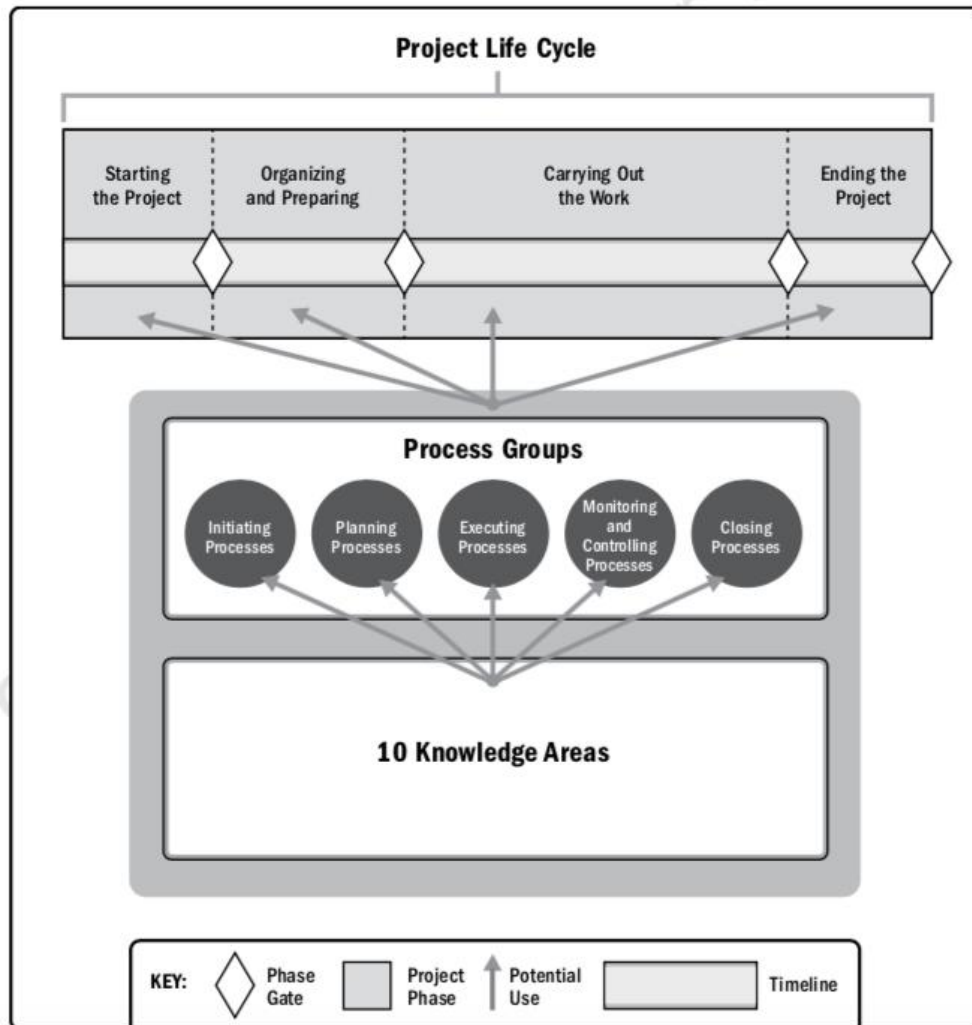 Project Life Cycle
Starting
the Project
Organizing
and Preparing
Carrying Out
the Work
Ending the
Project
Process Groups
Initiating
Processes
Planning
Processes
Executing
Processes
Monitoring
and
Controlling
Processes
Closing
Processes
10 Knowledge Areas
KEY:
Phase
Gate
Project
Phase
Potential
Use
Timeline